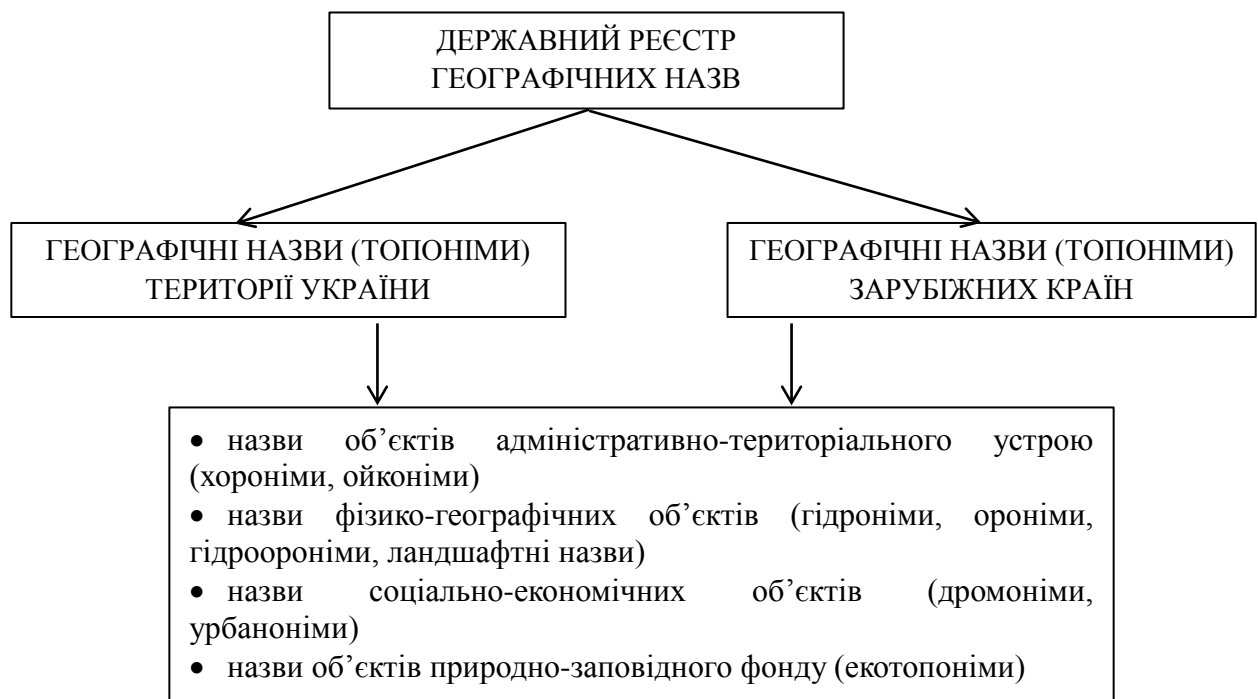 ДЕРЖАВНИЙ РЕЄСТР
ГЕОГРАФІЧНИХ НАЗВ
ГЕОГРАФІЧНІ НАЗВИ (ТОПОНІМИ)
ТЕРИТОРІЇ УКРАЇНИ
ГЕОГРАФІЧНІ НАЗВИ (ТОПОНІМИ)
ЗАРУБІЖНИХ КРАЇН
• назви об’єктів адміністративно-територіального устрою
(хороніми, ойконіми)
• назви фізико-географічних об’єктів (гідроніми, ороніми,
гідроороніми, ландшафтні назви)
• назви соціально-економічних об’єктів (дромоніми,
урбаноніми)
• назви об’єктів природно-заповідного фонду (екотопоніми)